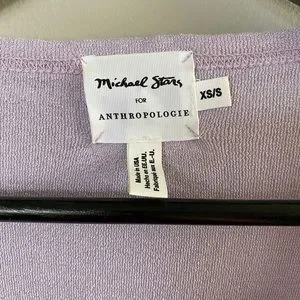 Michael Stars
FOR
ANTHROPOLOGIE
XS/S
Made in USA
Hecho en EE.UU.
Fabriqué aux É.-U.